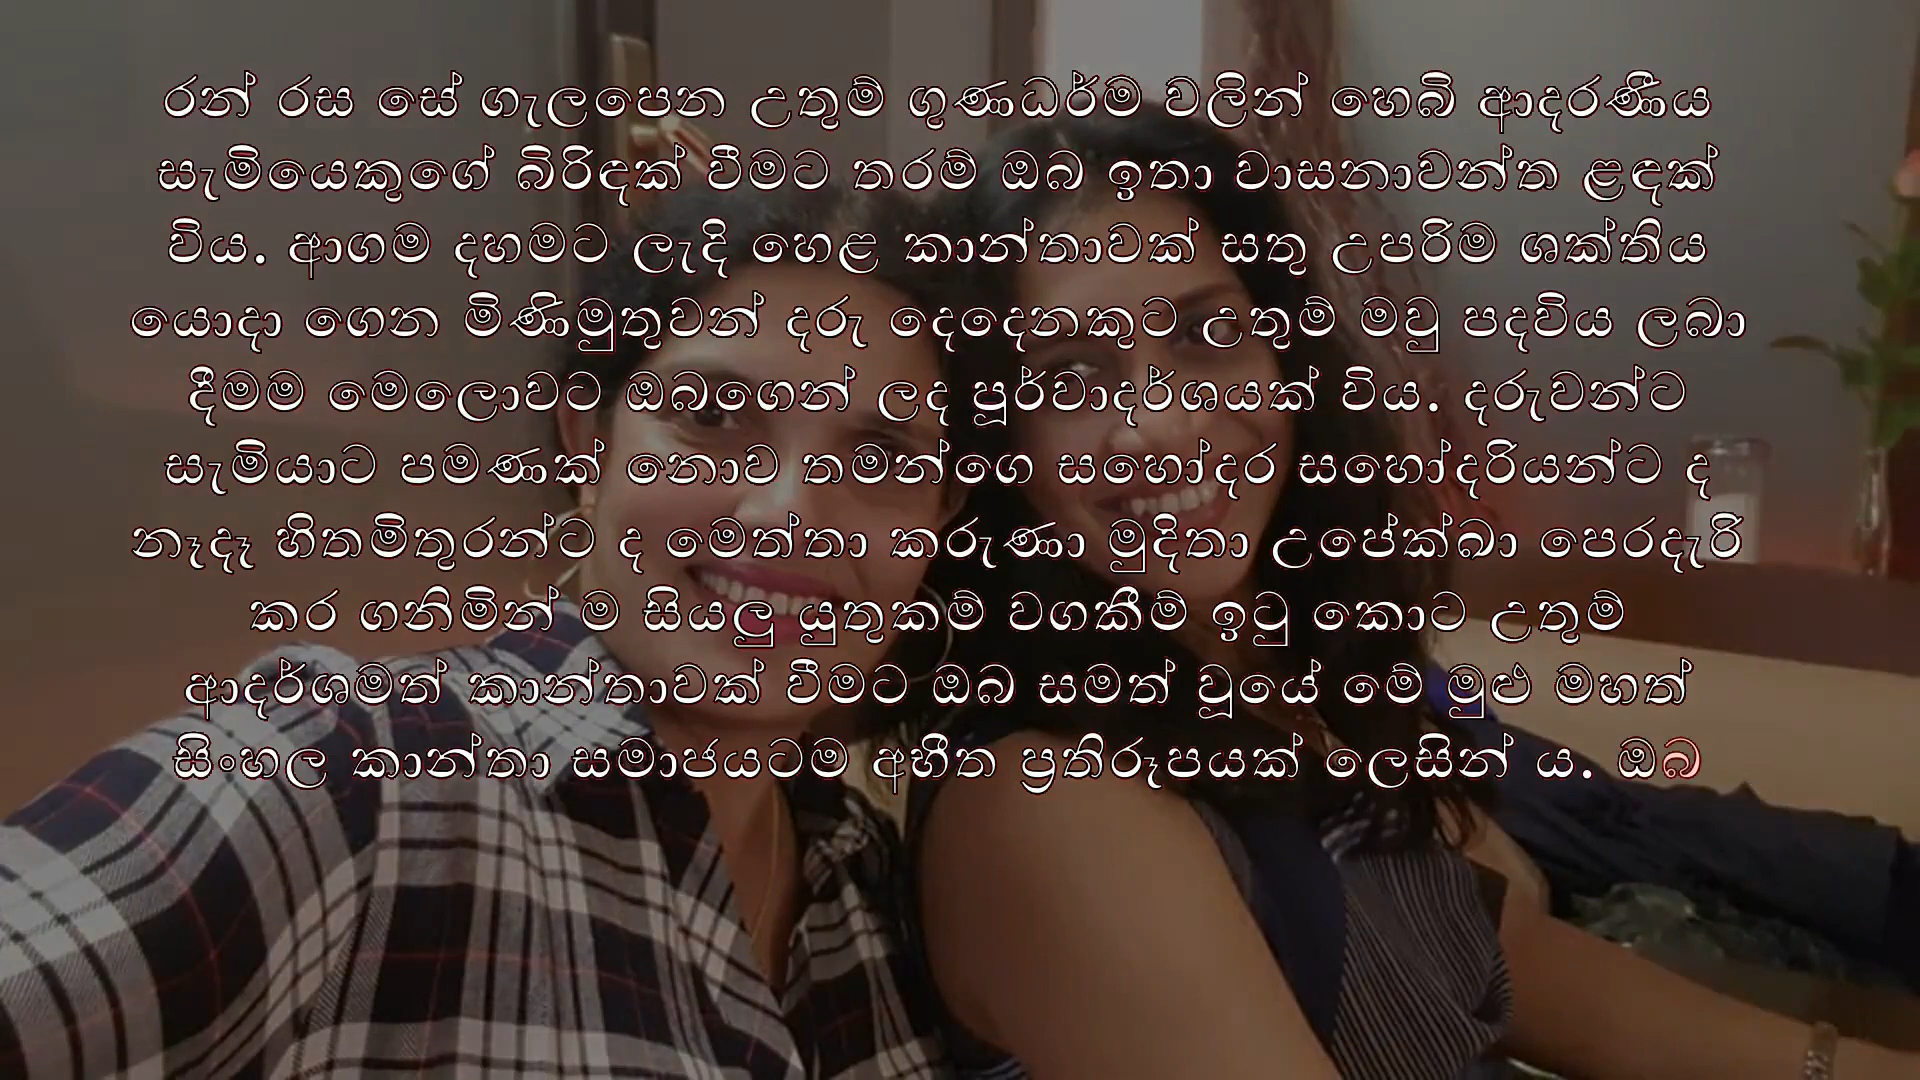 රන් රස සේ ගැලපෙන උතුම් ගුණධර්ම වලින් හෙබි ආදරණීය
සැමියෙකුගේ බිරිඳක් වීමට තරම් ඔබ ඉතා වාසනාවන්ත ළඳක්
විය. ආගම දහමට ලැදි හෙළ කාන්තාවක් සතු උපරිම ශක්තිය
යොදා ගෙන මිණිමුතුවන් දරු දෙදෙනකුට උතුම් මවු පදවිය ලබා
දීමම මෙලොවට ඔබගෙන් ලද පූර්වාදර්ශයක් විය. දරුවන්ට
සැමියාට පමණක් නොව තමන්ගෙ සහෝදර සහෝදරියන්ට ද
නෑදෑ හිතමිතුරන්ට ද මෙත්තා කරුණා මුදිතා උපේක්ඛා පෙරදැරි
කර ගනිමින් ම සියලු යුතුකම් වගකීම් ඉටු කොට උතුම්
ආදර්ශමත් කාන්තාවක් වීමට ඔබ සමත් වූයේ මේ මුළු මහත්
සිංහල කාන්තා සමාජයටම අභීත ප්‍රතිරූපයක් ලෙසින් ය. ඔබ